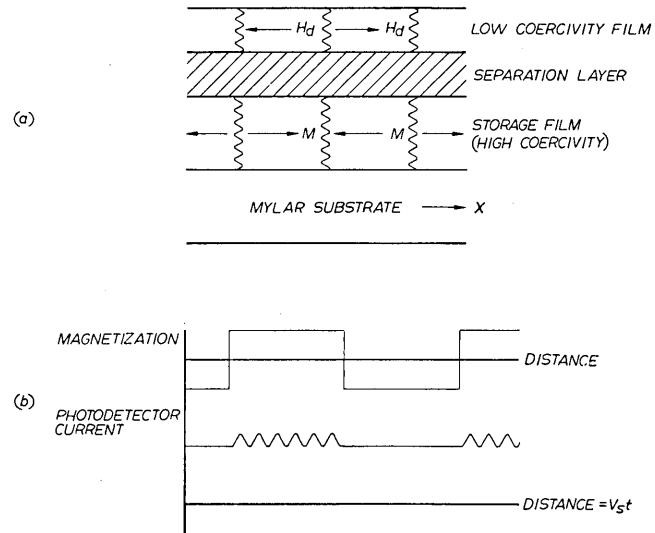 H_d H_d LOW COERCIVITY FILM
SEPARATION LAYER
(a)
M M STORAGE FILM
(HIGH COERCIVITY)
MYLAR SUBSTRATE X
MAGNETIZATION
DISTANCE
(b)
PHOTODETECTOR
CURRENT
DISTANCE = V_s t